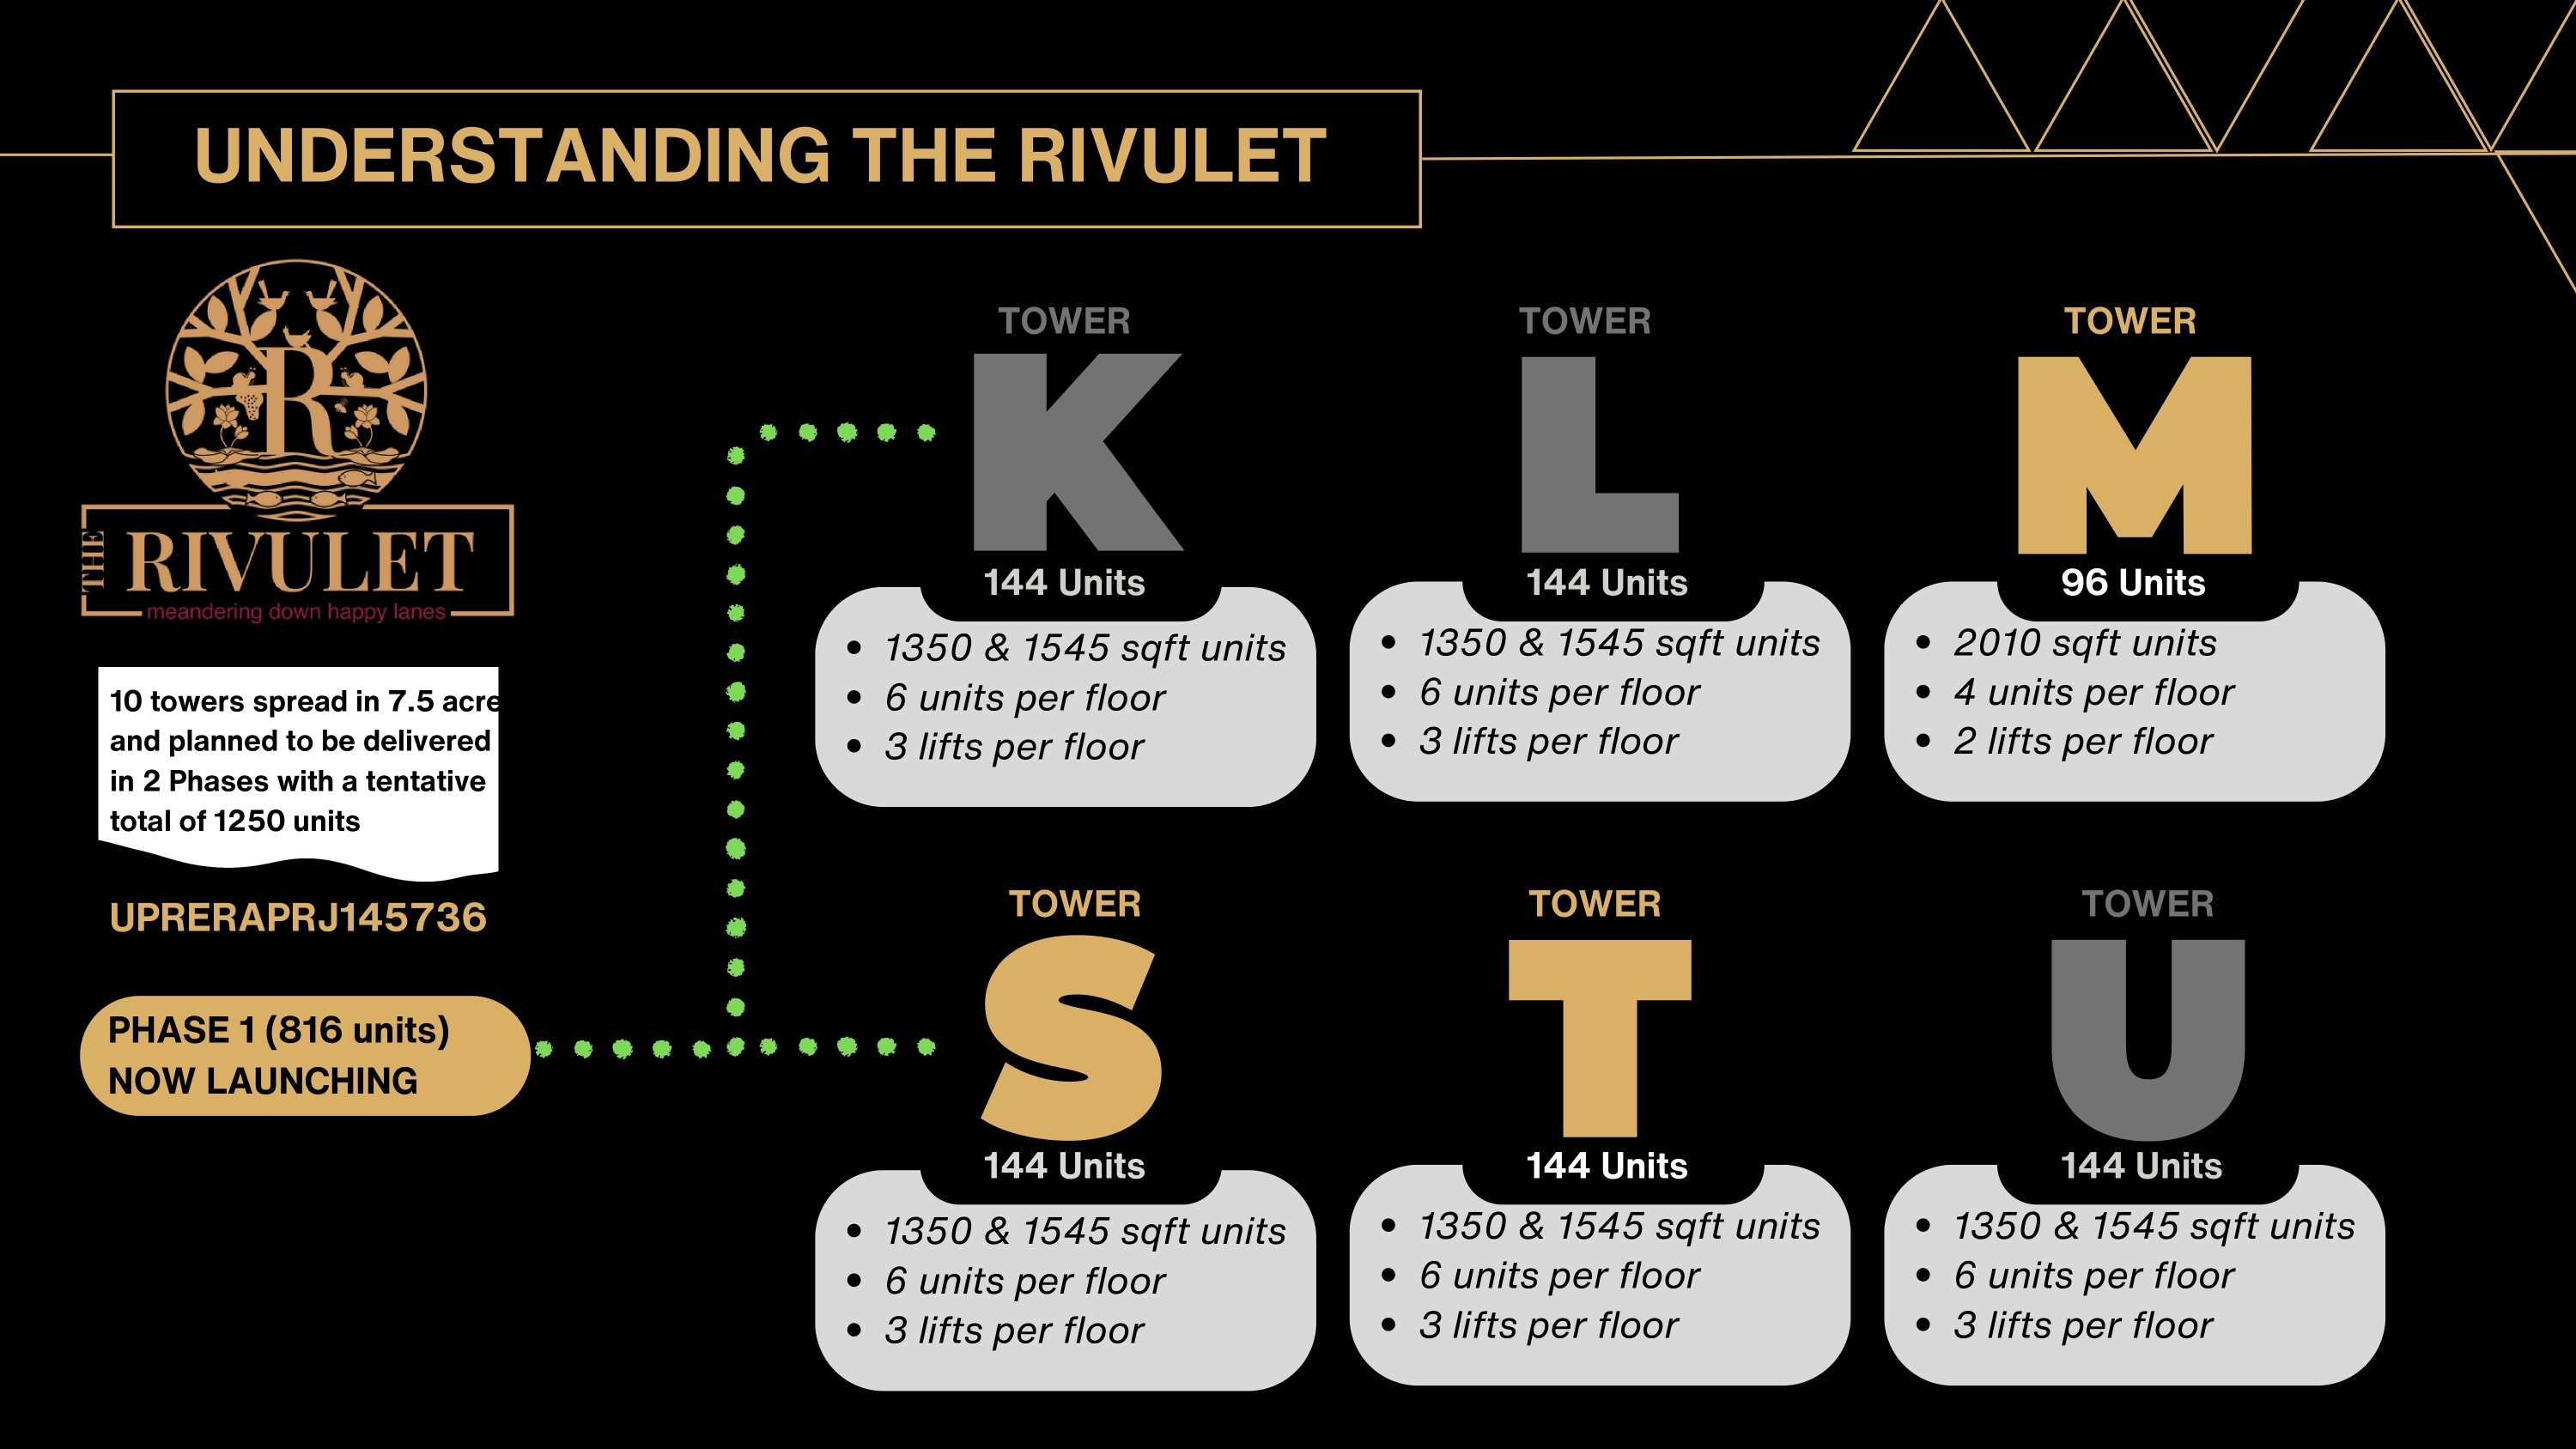 UNDERSTANDING THE RIVULET
R
THE
RIVULET
meandering down happy lanes
10 towers spread in 7.5 acre
and planned to be delivered
in 2 Phases with a tentative
total of 1250 units
UPRERAPRJ145736
PHASE 1 (816 units)
NOW LAUNCHING
TOWER
K
144 Units
• 1350 & 1545 sqft units
• 6 units per floor
• 3 lifts per floor
TOWER
L
144 Units
• 1350 & 1545 sqft units
• 6 units per floor
• 3 lifts per floor
TOWER
M
96 Units
• 2010 sqft units
• 4 units per floor
• 2 lifts per floor
TOWER
S
144 Units
• 1350 & 1545 sqft units
• 6 units per floor
• 3 lifts per floor
TOWER
T
144 Units
• 1350 & 1545 sqft units
• 6 units per floor
• 3 lifts per floor
TOWER
U
144 Units
• 1350 & 1545 sqft units
• 6 units per floor
• 3 lifts per floor